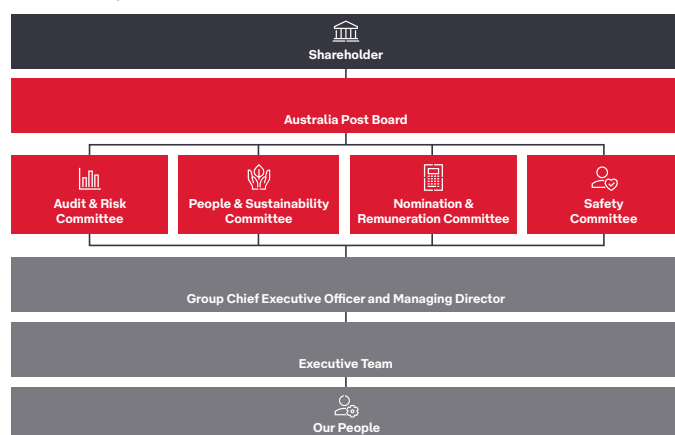 Shareholder
Australia Post Board
Audit & Risk
Committee
People & Sustainability
Committee
Nomination &
Remuneration Committee
Safety
Committee
Group Chief Executive Officer and Managing Director
Executive Team
Our People